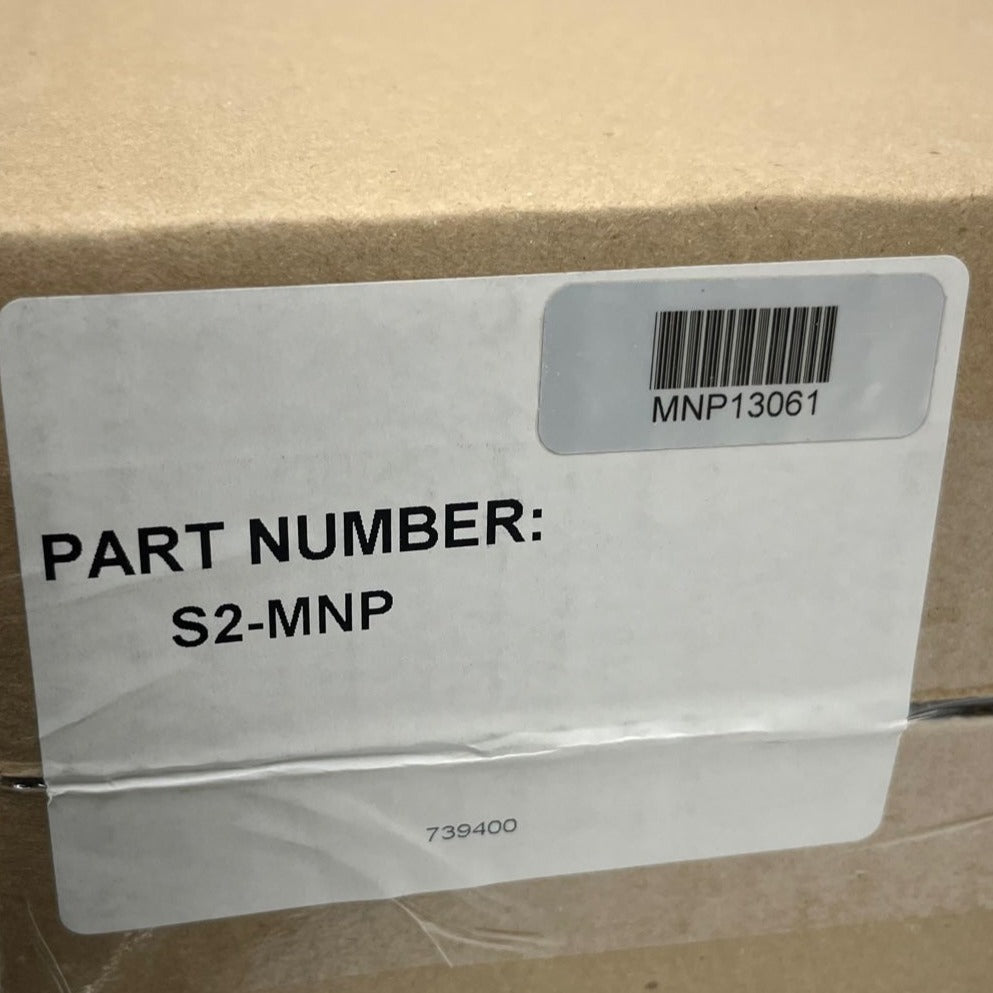 MNP13061
PART NUMBER:
S2-MNP
739400